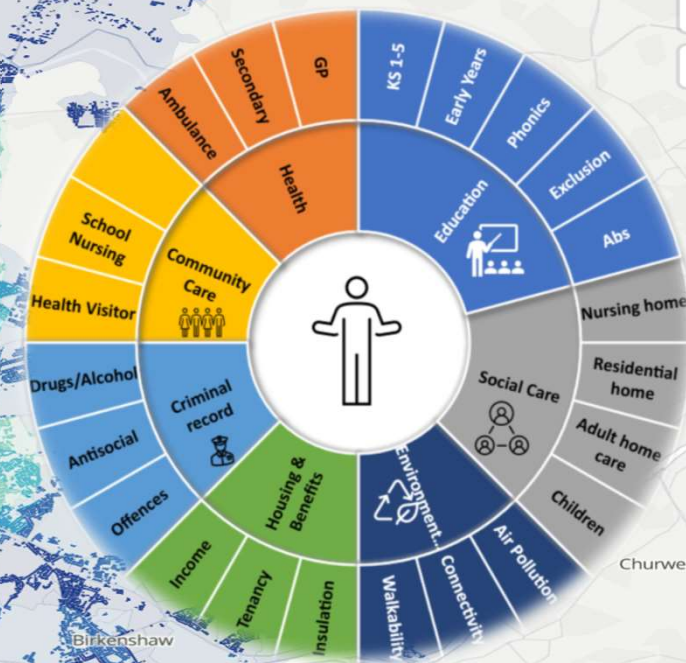 GP
Secondary
Ambulance
Health
KS 1-5
Early Years
Phonics
Exclusion
Abs
Education
Nursing home
Residential
home
Adult home
care
Children
Social Care
Air Pollution
Connectivity
Walkability
Environment...
Insulation
Tenancy
Income
Housing &
Benefits
Offences
Antisocial
Drugs/Alcohol
Criminal
record
Health Visitor
School
Nursing
Community
Care
Churwe
Birkenshaw